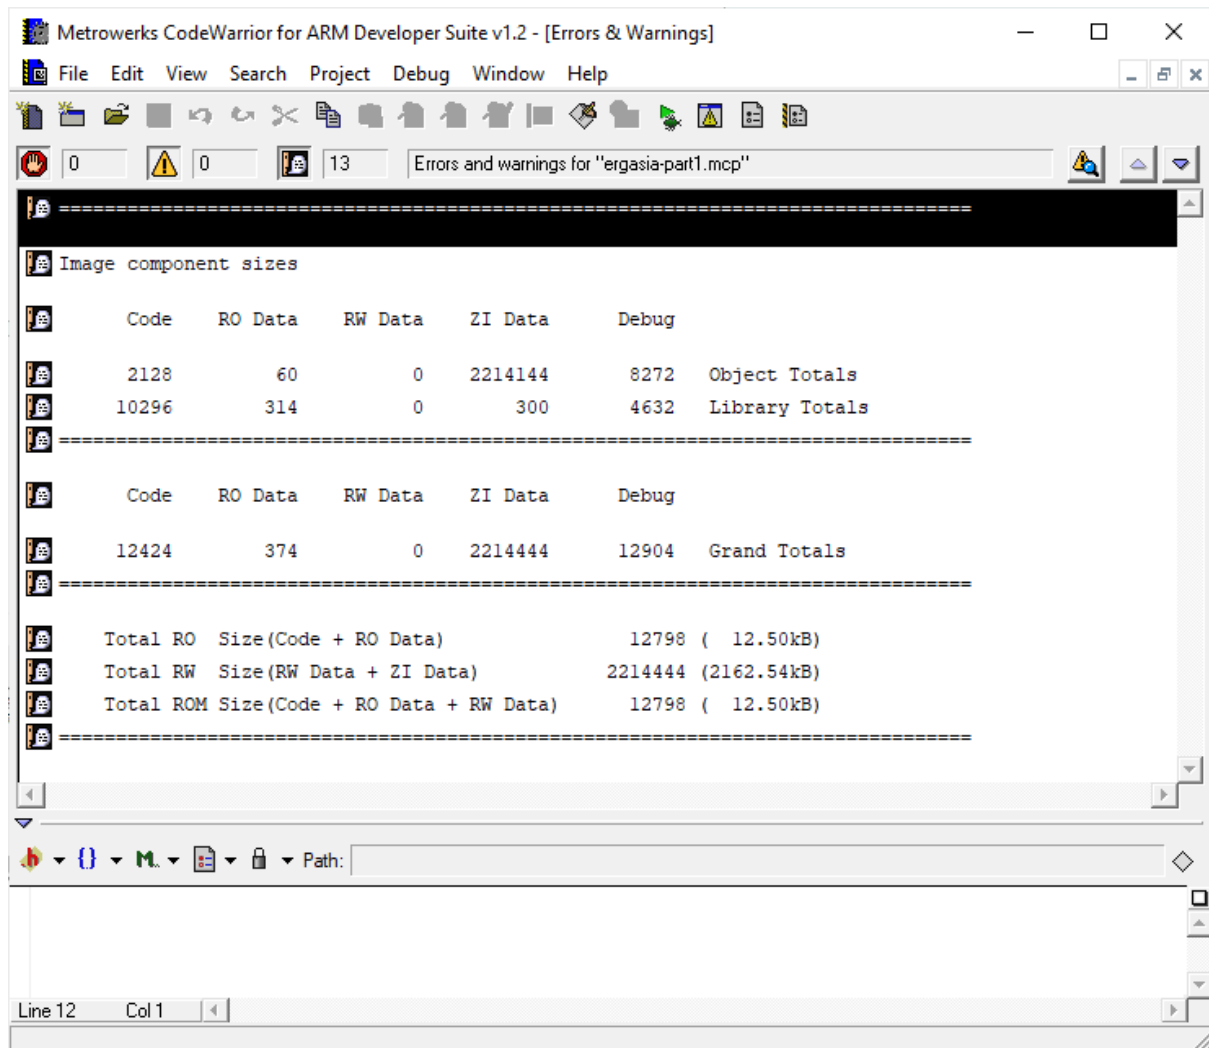 Metrowerks CodeWarrior for ARM Developer Suite v1.2 - [Errors & Warnings]
File Edit View Search Project Debug Window Help
0 0 13 Errors and warnings for "ergasia-part1.mcp"
==============================================================================
Image component sizes
Code RO Data RW Data ZI Data Debug
2128 60 0 2214144 8272 Object Totals
10296 314 0 300 4632 Library Totals
==============================================================================
Code RO Data RW Data ZI Data Debug
12424 374 0 2214444 12904 Grand Totals
==============================================================================
Total RO Size(Code + RO Data) 12798 ( 12.50kB)
Total RW Size(RW Data + ZI Data) 2214444 (2162.54kB)
Total ROM Size(Code + RO Data + RW Data) 12798 ( 12.50kB)
==============================================================================
h {} M.. Path:
Line 12 Col 1